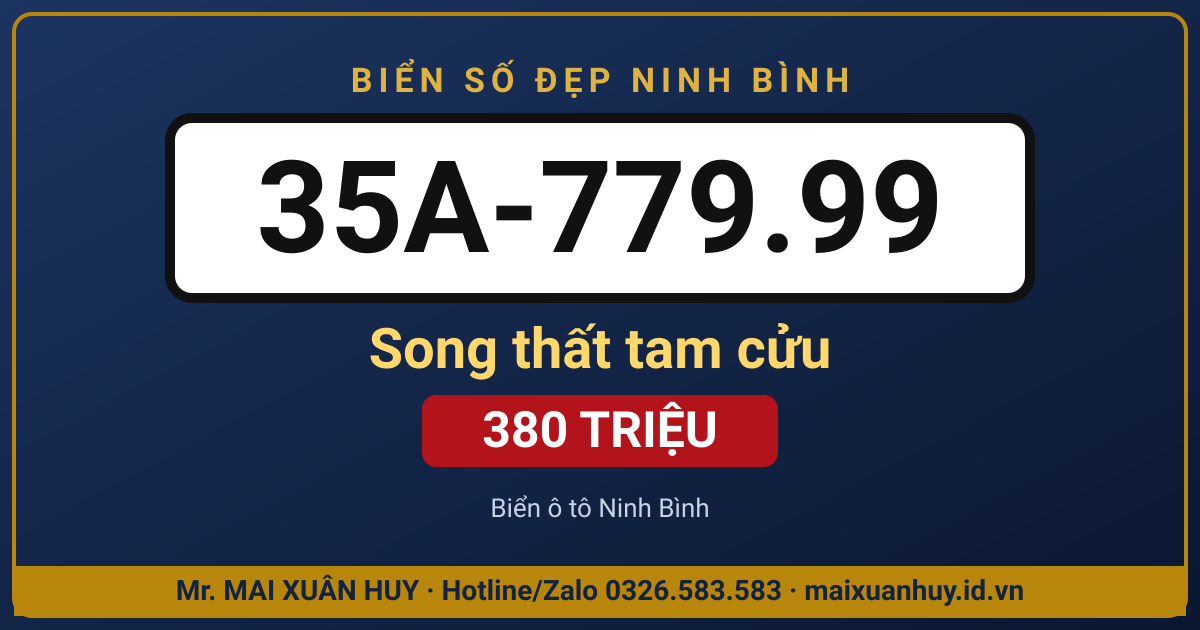 BIỂN SỐ ĐẸP NINH BÌNH
35A-779.99
Song thất tam cửu
380 TRIỆU
Biển ô tô Ninh Bình
Mr. MAI XUÂN HUY · Hotline/Zalo 0326.583.583 · maixuanhuy.id.vn